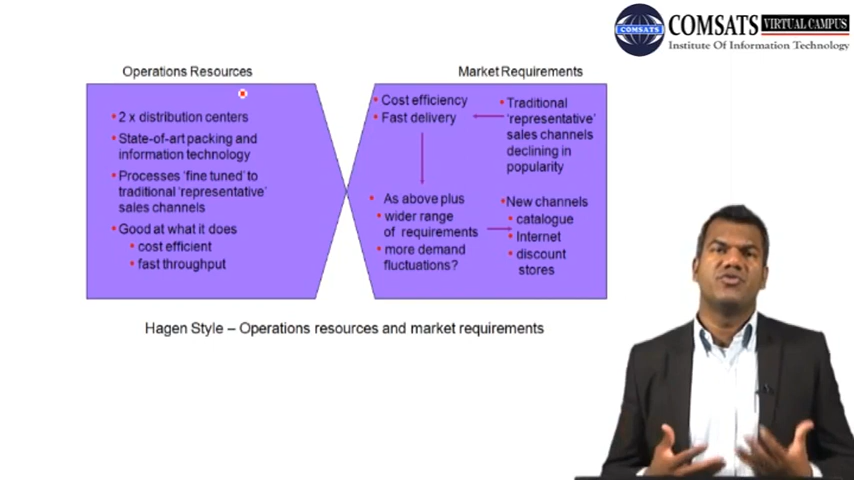 COMSATS VIRTUAL CAMPUS
Institute Of Information Technology
COMSATS
Operations Resources
• 2 x distribution centers
• State-of-art packing and
information technology
• Processes 'fine tuned' to
traditional 'representative'
sales channels
• Good at what it does
• cost efficient
• fast throughput
Market Requirements
• Cost efficiency
• Fast delivery
• Traditional
'representative'
sales channels
declining in
popularity
• As above plus
• wider range
of requirements
• more demand
fluctuations?
• New channels
• catalogue
• Internet
• discount
stores
Hagen Style – Operations resources and market requirements